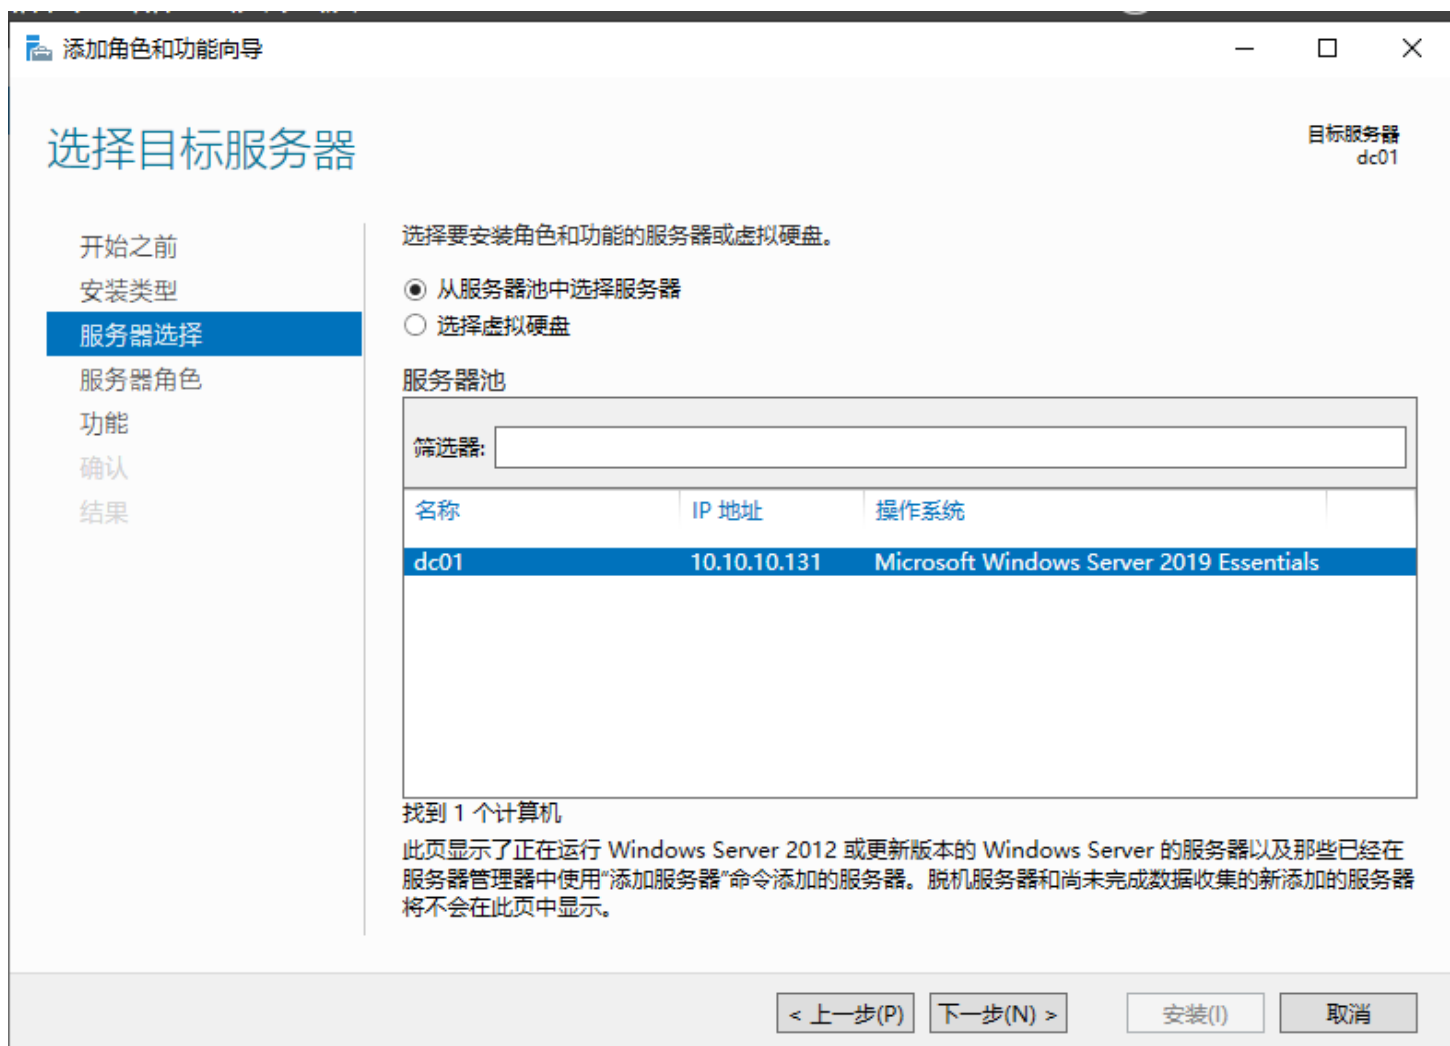 添加角色和功能向导
选择目标服务器
目标服务器
dc01
开始之前
安装类型
服务器选择
服务器角色
功能
确认
结果
选择要安装角色和功能的服务器或虚拟硬盘。
从服务器池中选择服务器
选择虚拟硬盘
服务器池
筛选器:
名称 IP 地址 操作系统
dc01 10.10.10.131 Microsoft Windows Server 2019 Essentials
找到 1 个计算机
此页显示了正在运行 Windows Server 2012 或更新版本的 Windows Server 的服务器以及那些已经在
服务器管理器中使用“添加服务器”命令添加的服务器。脱机服务器和尚未完成数据收集的新添加的服务器
将不会在此页中显示。
< 上一步(P) 下一步(N) > 安装(I) 取消